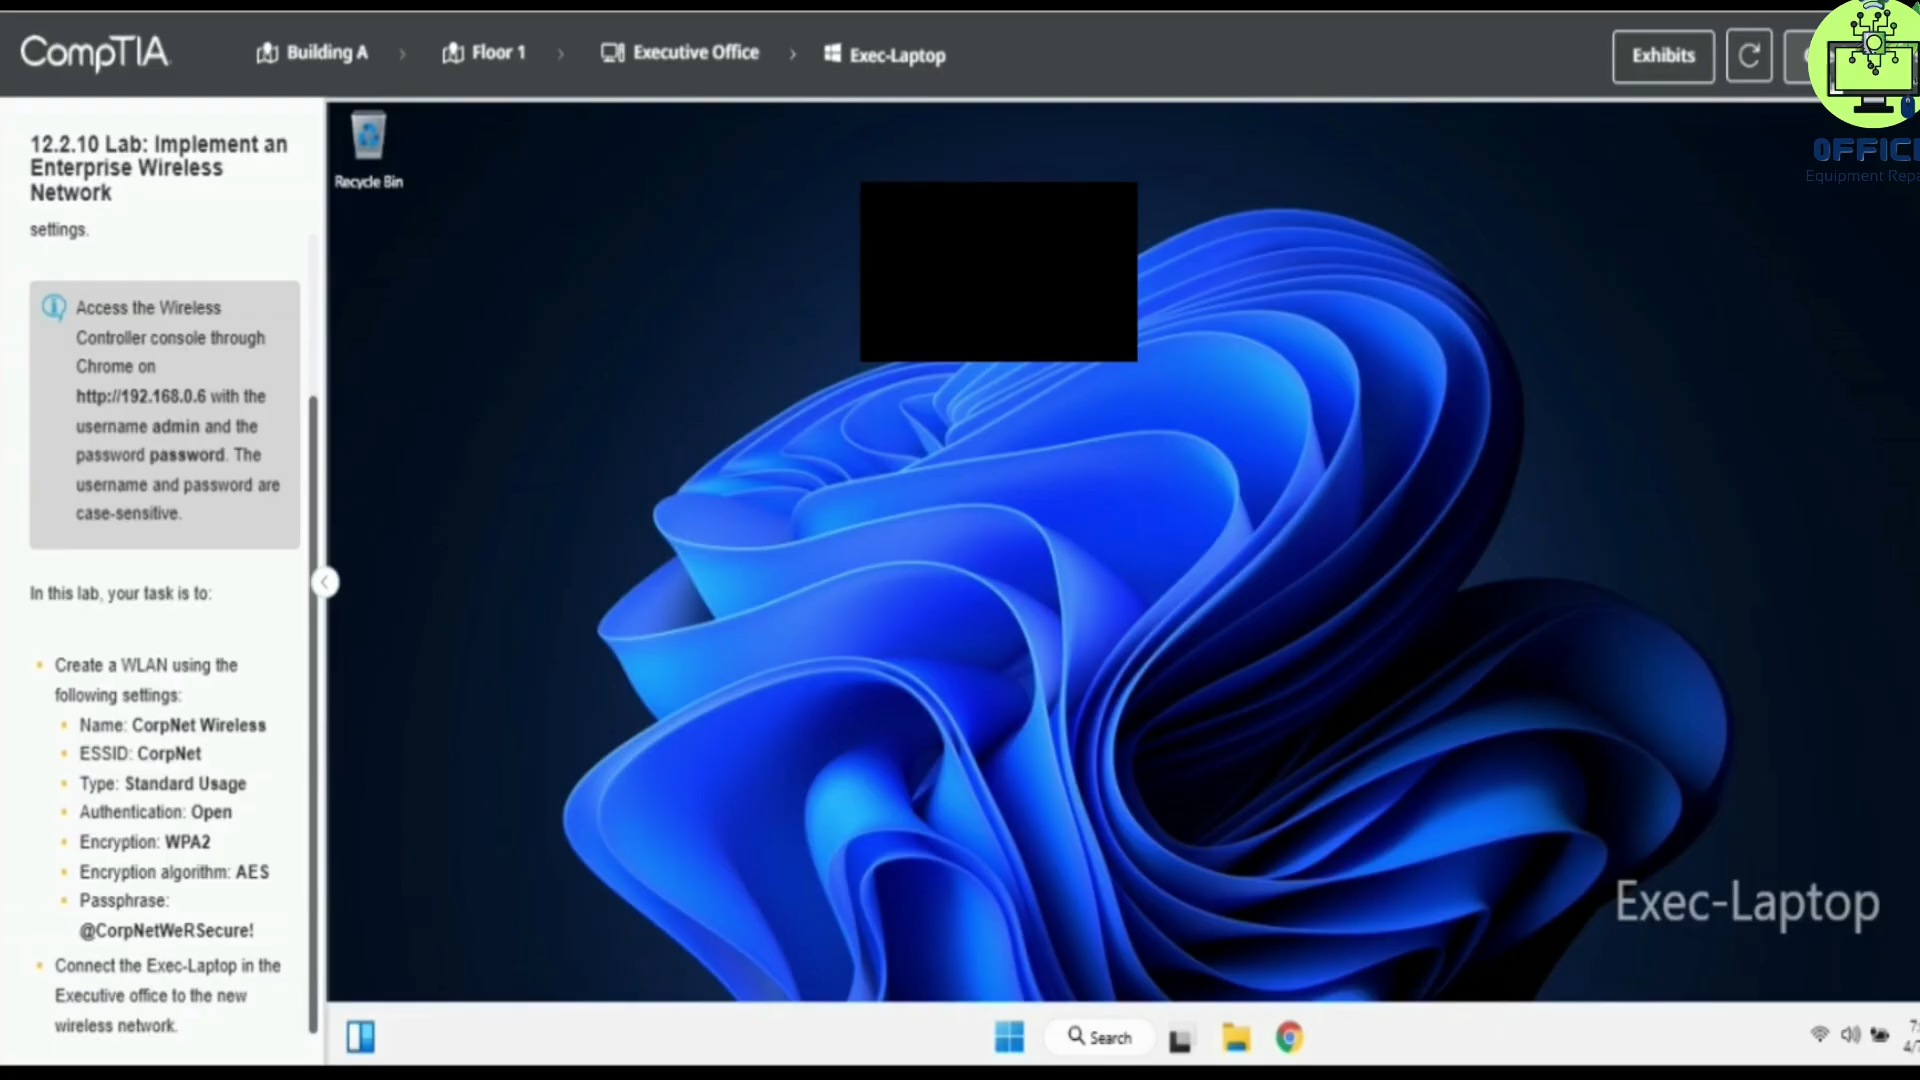 CompTIA
Building A
Floor 1
Executive Office
Exec-Laptop
Exhibits
OFFICE
Equipment Repa
12.2.10 Lab: Implement an
Enterprise Wireless
Network
settings.
Access the Wireless
Controller console through
Chrome on
http://192.168.0.6 with the
username admin and the
password password. The
username and password are
case-sensitive.
In this lab, your task is to:
Create a WLAN using the
following settings:
Name: CorpNet Wireless
ESSID: CorpNet
Type: Standard Usage
Authentication: Open
Encryption: WPA2
Encryption algorithm: AES
Passphrase:
@CorpNetWeRSecure!
Connect the Exec-Laptop in the
Executive office to the new
wireless network.
Recycle Bin
Exec-Laptop
Search
7:
4/7